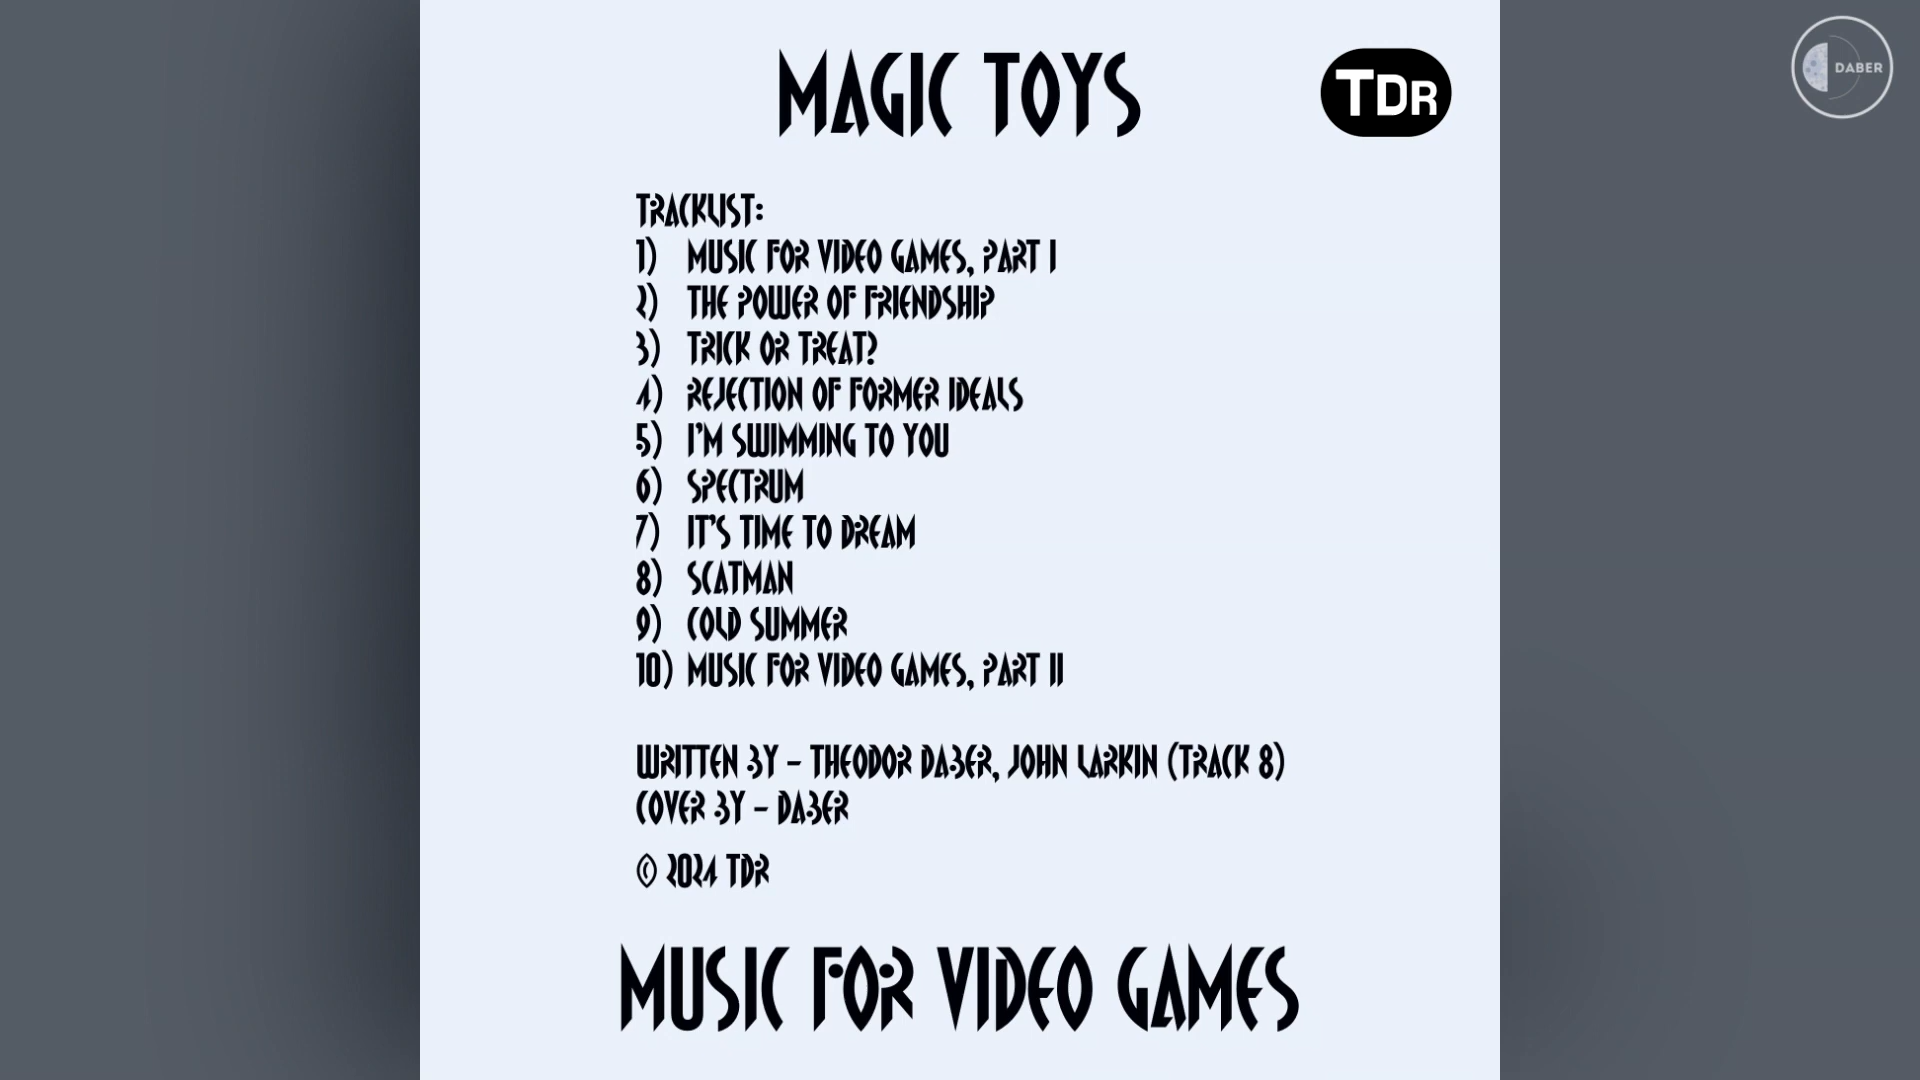 MAGIC TOYS
TDR
DABER
TRACKLIST:
1) MUSIC FOR VIDEO GAMES, PART I
2) THE POWER OF FRIENDSHIP
3) TRICK OR TREAT?
4) REJECTION OF FORMER IDEALS
5) I'M SWIMMING TO YOU
6) SPECTRUM
7) IT'S TIME TO DREAM
8) SCATMAN
9) COLD SUMMER
10) MUSIC FOR VIDEO GAMES, PART II
WRITTEN BY – THEODOR DABER, JOHN LARKIN (TRACK 8)
COVER BY – DABER
© 2024 TDR
MUSIC FOR VIDEO GAMES